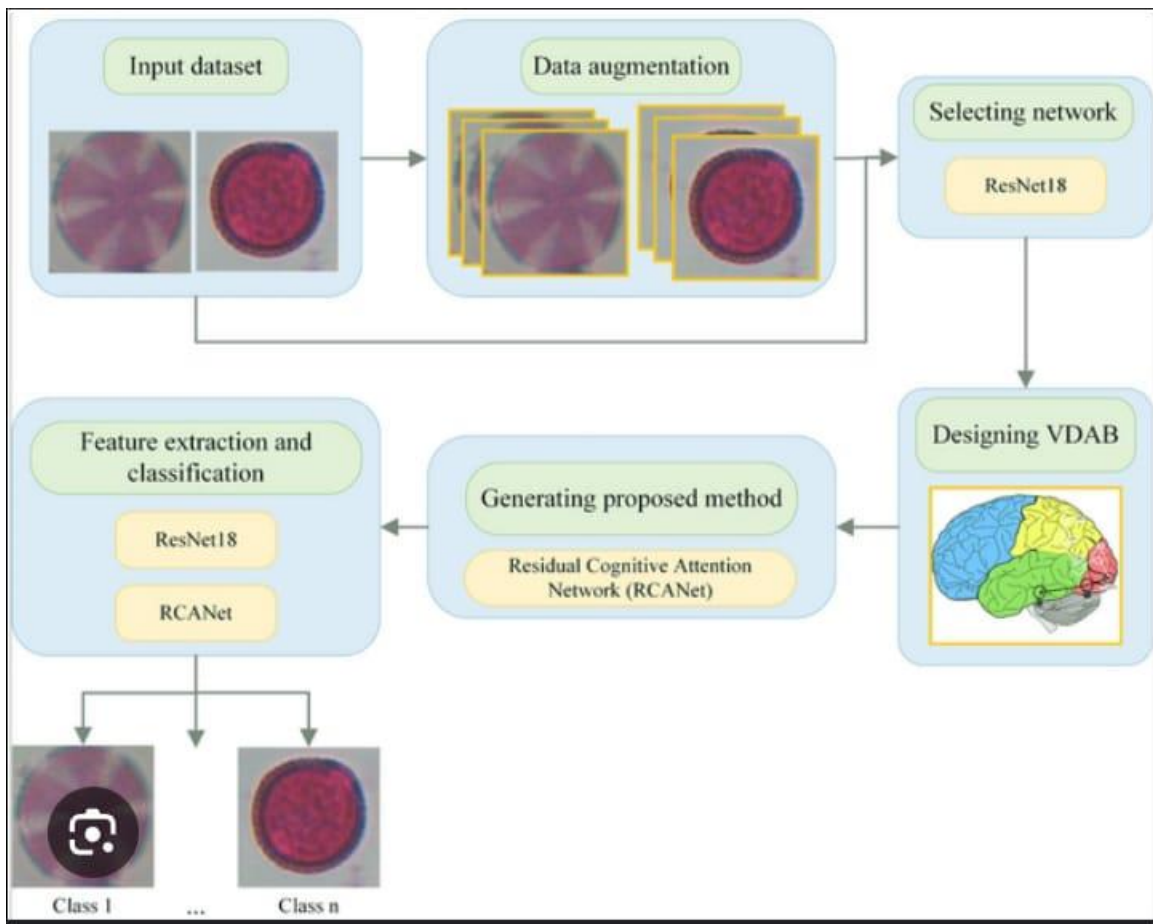 Input dataset
Data augmentation
Selecting network
ResNet18
Designing VDAB
Generating proposed method
Residual Cognitive Attention
Network (RCANet)
Feature extraction and
classification
ResNet18
RCANet
Class 1
...
Class n